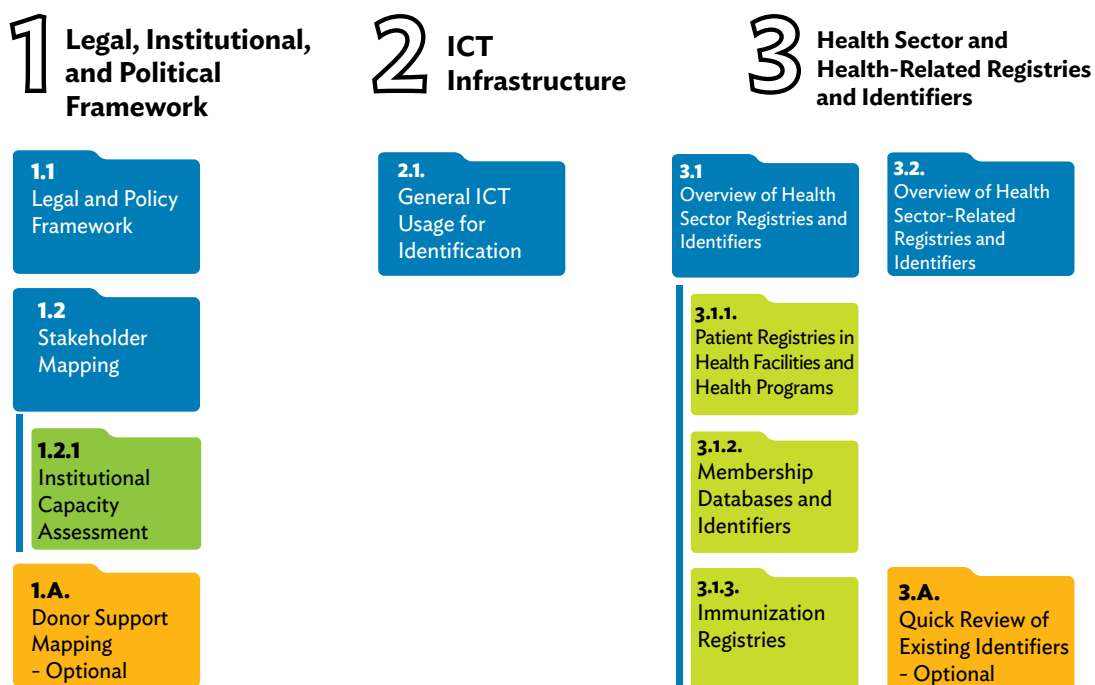 1
Legal, Institutional,
and Political
Framework
1.1
Legal and Policy
Framework
1.2
Stakeholder
Mapping
1.2.1
Institutional
Capacity
Assessment
1.A.
Donor Support
Mapping
- Optional
2
ICT
Infrastructure
2.1.
General ICT
Usage for
Identification
3
Health Sector and
Health-Related Registries
and Identifiers
3.1
Overview of Health
Sector Registries and
Identifiers
3.1.1.
Patient Registries in
Health Facilities and
Health Programs
3.1.2.
Membership
Databases and
Identifiers
3.1.3.
Immunization
Registries
3.2.
Overview of Health
Sector-Related
Registries and
Identifiers
3.A.
Quick Review of
Existing Identifiers
- Optional